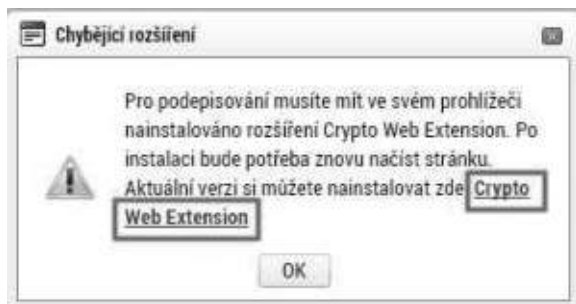 Chybějící rozšíření
Pro podepisování musíte mít ve svém prohlížeči
nainstalováno rozšíření Crypto Web Extension. Po
instalaci bude potřeba znovu načíst stránku.
Aktuální verzi si můžete nainstalovat zde Crypto
Web Extension
OK